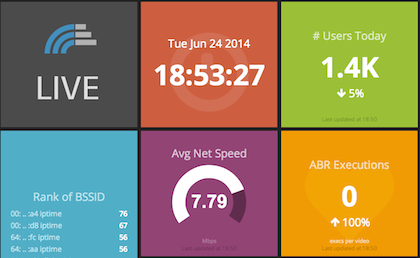 LIVE
Tue Jun 24 2014
18:53:27
# Users Today
1.4K
5%
Last updated at 18:50
Rank of BSSID
00: .. :a4 iptime 76
00: .. :d8 iptime 67
64: .. :fc iptime 56
64: .. :aa iptime 56
Avg Net Speed
7.79
Mbps
Last updated at 18:50
ABR Executions
0
100%
execs per video
Last updated at 18:50